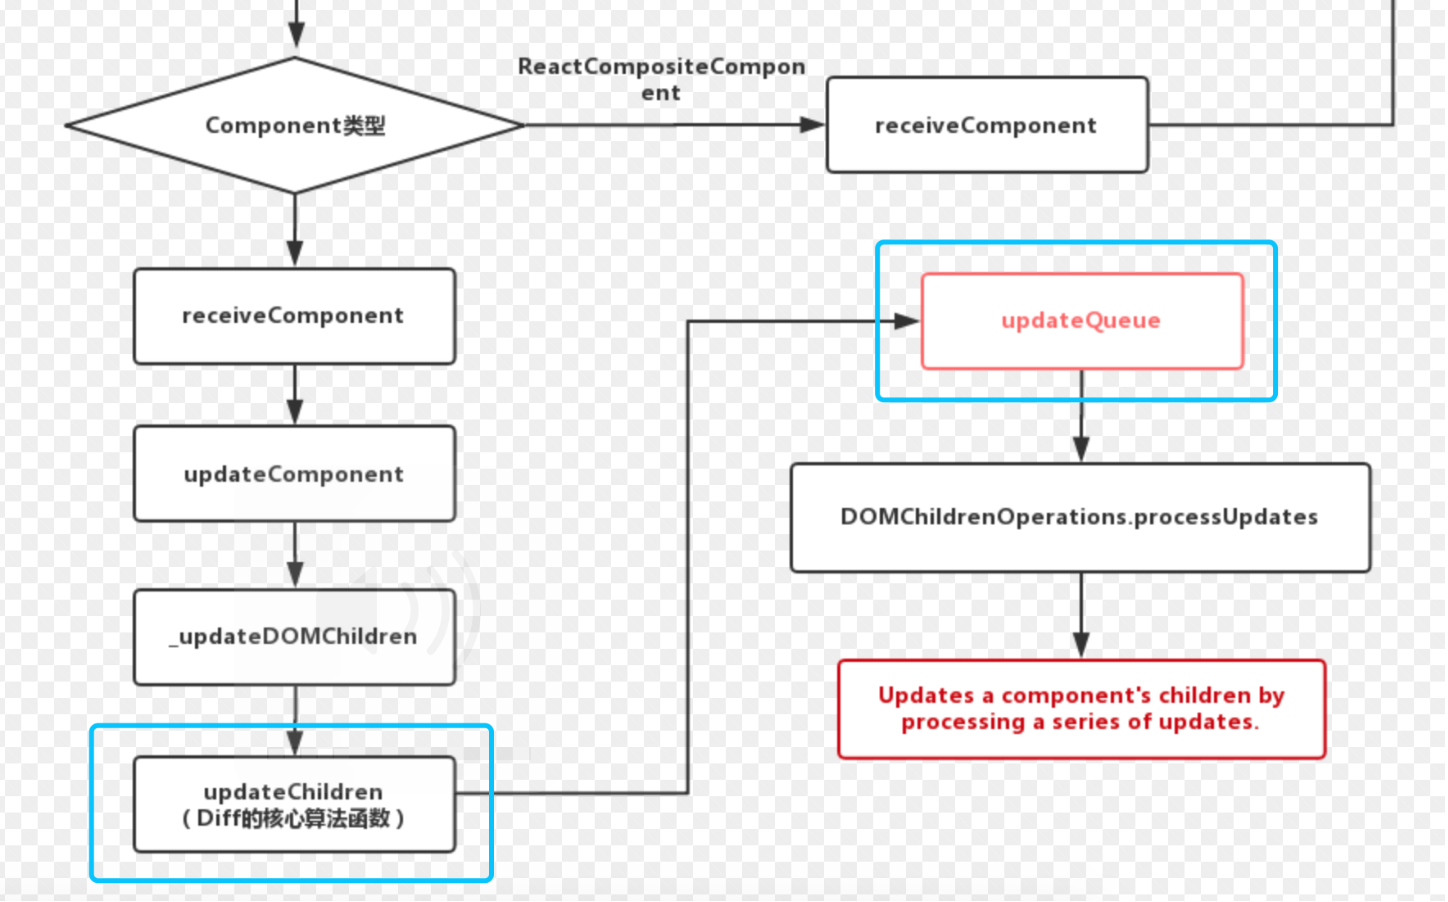 ReactCompositeCompon
ent
Component类型
receiveComponent
receiveComponent
updateComponent
_updateDOMChildren
updateChildren
（Diff的核心算法函数）
updateQueue
DOMChildrenOperations.processUpdates
Updates a component's children by
processing a series of updates.